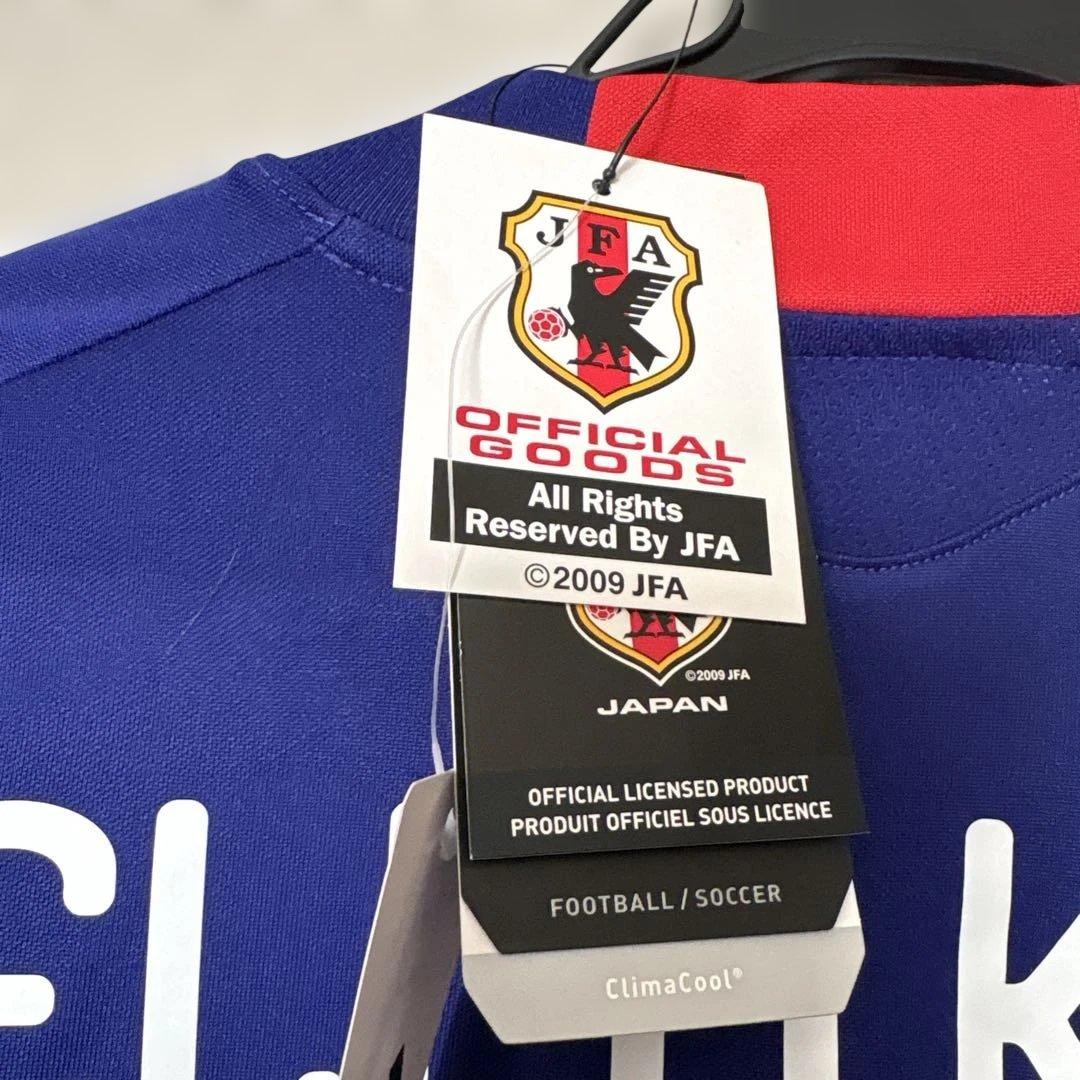 JFA
OFFICIAL
GOODS
All Rights
Reserved By JFA
©2009 JFA
©2009 JFA
JAPAN
OFFICIAL LICENSED PRODUCT
PRODUIT OFFICIEL SOUS LICENCE
FOOTBALL / SOCCER
ClimaCool®